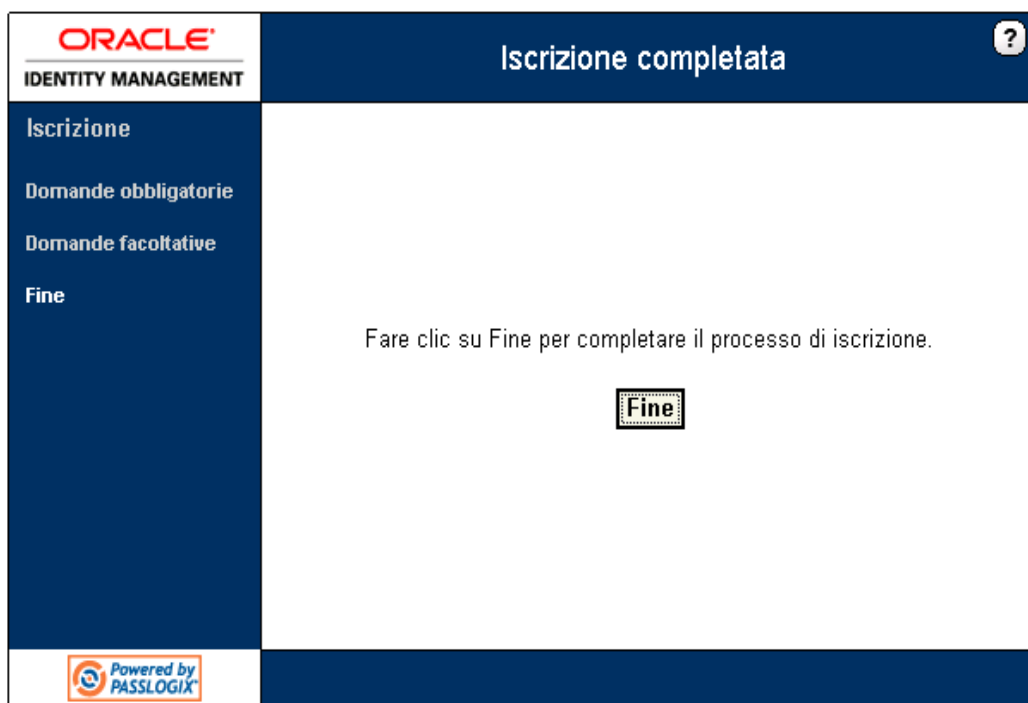 ORACLE
IDENTITY MANAGEMENT
Iscrizione completata
?
Iscrizione
Domande obbligatorie
Domande facoltative
Fine
Fare clic su Fine per completare il processo di iscrizione.
Fine
Powered by
PASSLOGIX